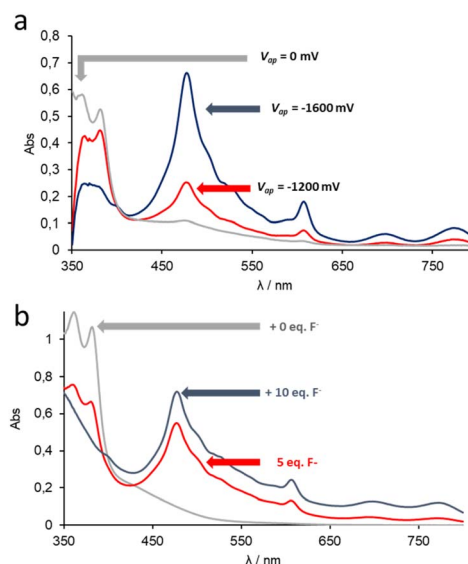 a
0,8
0,7
0,6
0,5
0,4
0,3
0,2
0,1
0
Abs
350
450
550
650
750
λ / nm
V_ap = 0 mV
V_ap = -1600 mV
V_ap = -1200 mV
b
1
0,8
0,6
0,4
0,2
0
Abs
350
450
550
650
750
λ / nm
+ 0 eq. F⁻
+ 10 eq. F⁻
5 eq. F-